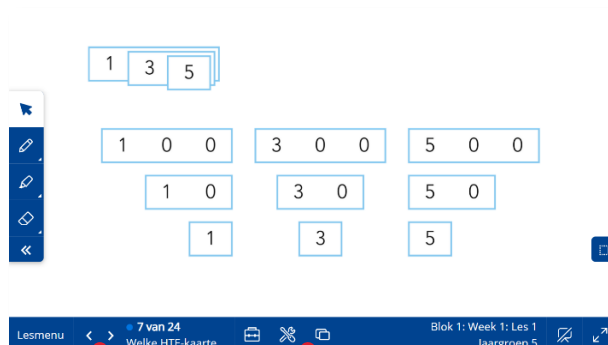 1 3 5
1 0 0 3 0 0 5 0 0
1 0 3 0 5 0
1 3 5
Lesmenu
7 van 24
Welke HTE-kaarte
Blok 1: Week 1: Les 1
Jaargroep 5